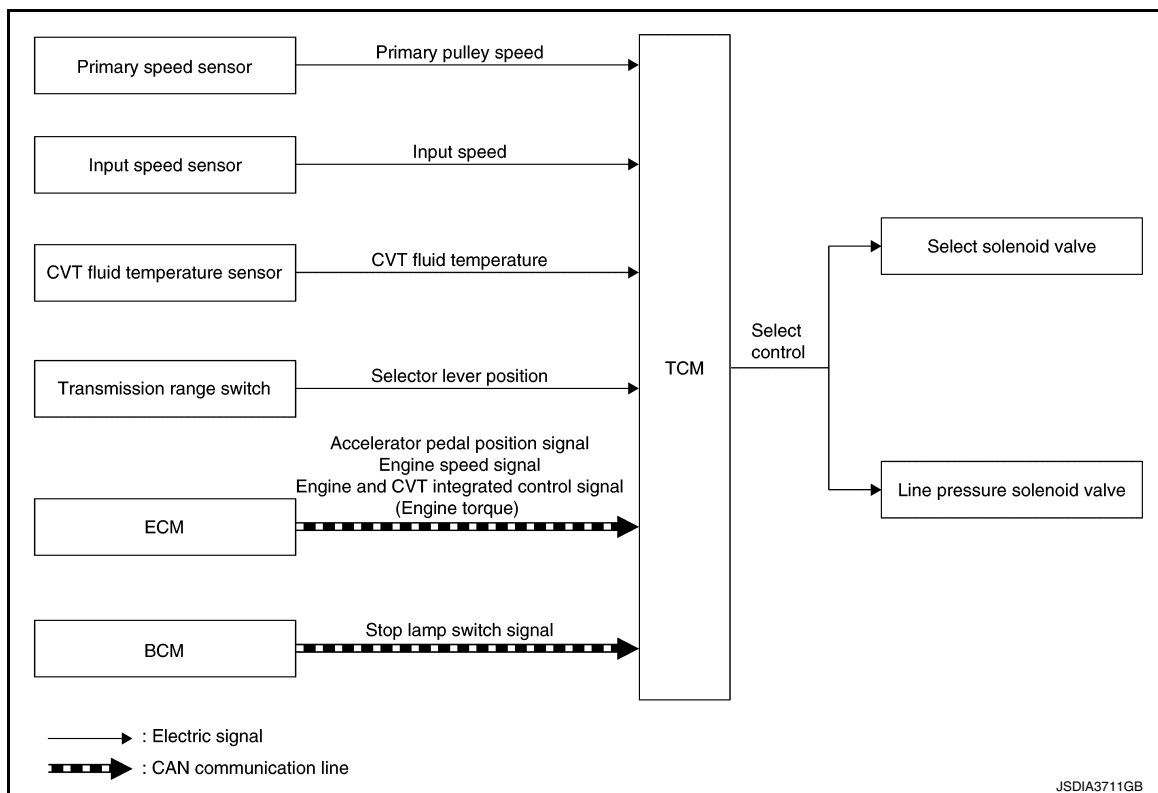 Primary speed sensor
Primary pulley speed
Input speed sensor
Input speed
CVT fluid temperature sensor
CVT fluid temperature
Transmission range switch
Selector lever position
ECM
Accelerator pedal position signal
Engine speed signal
Engine and CVT integrated control signal
(Engine torque)
BCM
Stop lamp switch signal
TCM
Select
control
Select solenoid valve
Line pressure solenoid valve
: Electric signal
: CAN communication line
JSDIA3711GB